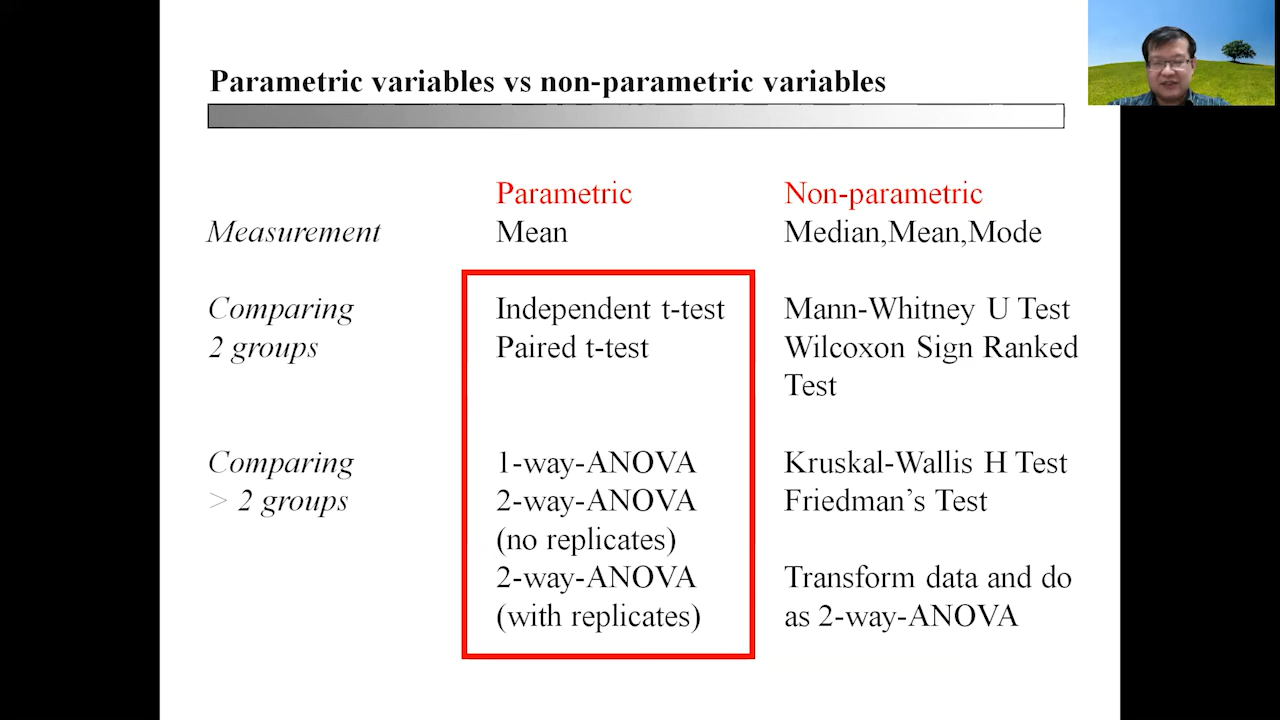 Parametric variables vs non-parametric variables
Parametric
Non-parametric
Measurement
Mean
Median,Mean,Mode
Comparing
2 groups
Independent t-test
Paired t-test
Mann-Whitney U Test
Wilcoxon Sign Ranked
Test
Comparing
> 2 groups
1-way-ANOVA
2-way-ANOVA
(no replicates)
2-way-ANOVA
(with replicates)
Kruskal-Wallis H Test
Friedman’s Test
Transform data and do
as 2-way-ANOVA